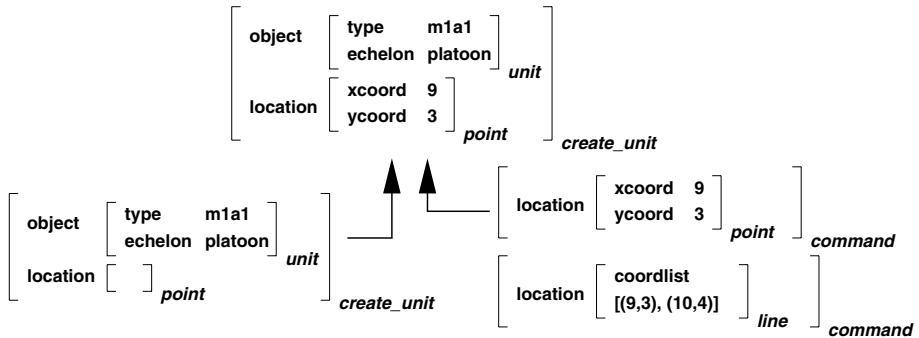 type m1a1
object
echelon platoon
unit
xcoord 9
location
ycoord 3
point
create_unit
type m1a1
object
echelon platoon
unit
location
point
create_unit
xcoord 9
location
ycoord 3
point
command
coordlist
location
[(9,3), (10,4)]
line
command